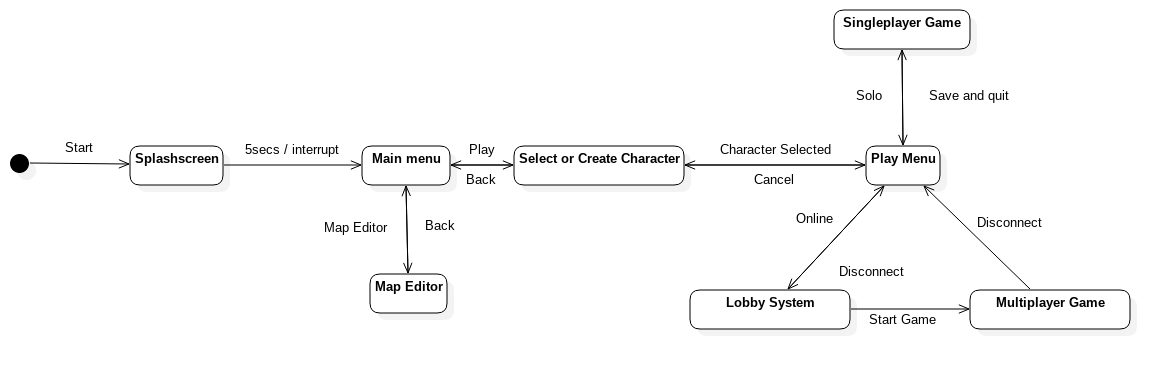 Singleplayer Game
Solo
Save and quit
Start
5secs / interrupt
Play
Character Selected
Splashscreen
Main menu
Select or Create Character
Play Menu
Back
Cancel
Map Editor
Back
Online
Disconnect
Disconnect
Map Editor
Lobby System
Multiplayer Game
Start Game